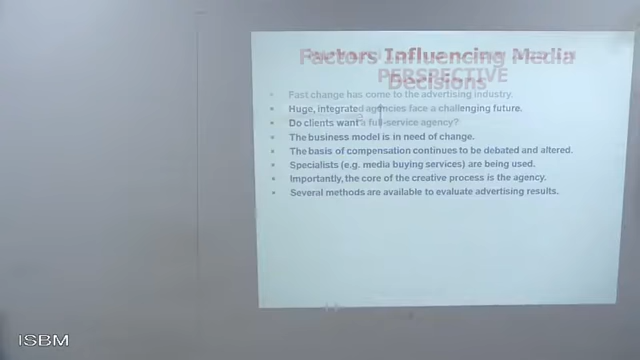 Factors Influencing Media
PERSPECTIVE
Decisions
Fast change has come to the advertising industry.
Huge, integrated agencies face a challenging future.
Do clients want a full-service agency?
The business model is in need of change.
The basis of compensation continues to be debated and altered.
Specialists (e.g. media buying services) are being used.
Importantly, the core of the creative process is the agency.
Several methods are available to evaluate advertising results.
ISBM